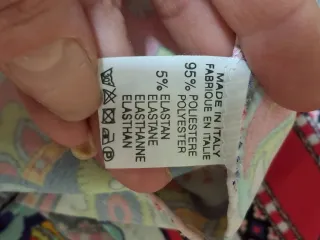 MADE IN ITALY
FABRIQUE EN ITALIE
95% POLIESTERE
POLYESTER
5% ELASTAN
ELASTANE
ELASTHANNE
ELASTHAN